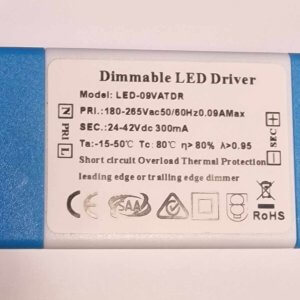 Dimmable LED Driver
Model: LED-09VATDR
PRI.:180-265Vac50/60Hz0.09AMax
SEC.:24-42Vdc 300mA
Ta:-15-50℃ Tc: 80℃ η>80% λ>0.95
Short circuit Overload Thermal Protection
leading edge or trailing edge dimmer
N
PRI
L
+
SEC
-
CE
SAA
RoHS